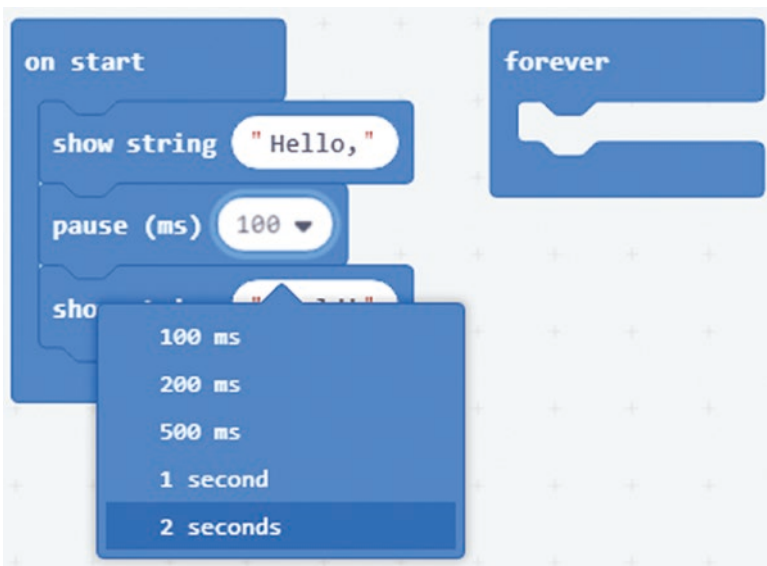 on start
show string "Hello,"
pause (ms) 100
sho
100 ms
200 ms
500 ms
1 second
2 seconds
forever